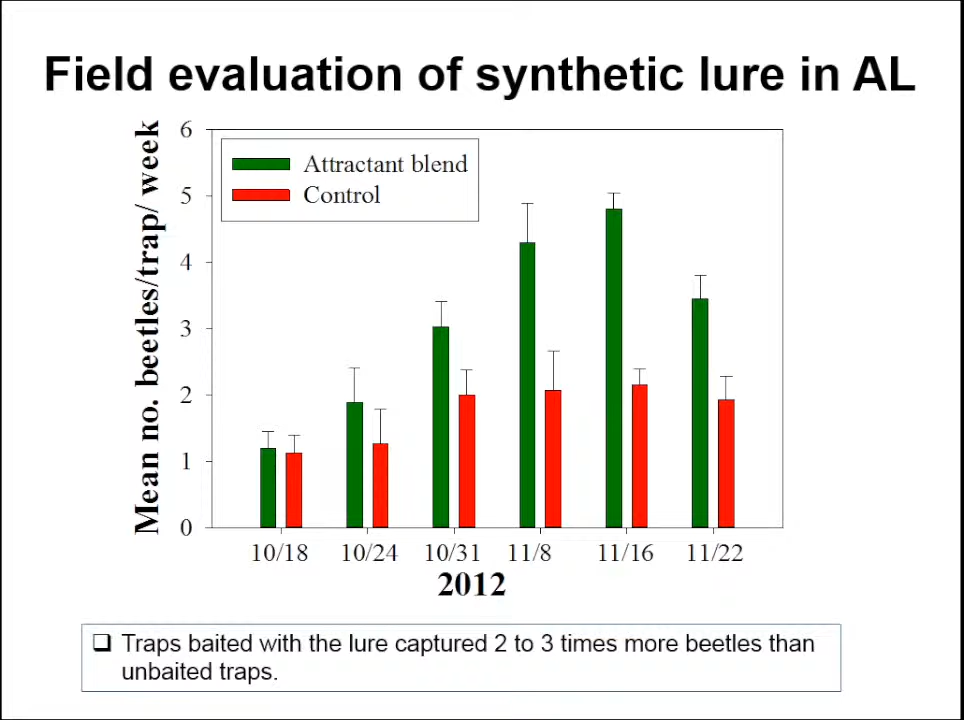 Field evaluation of synthetic lure in AL
Mean no. beetles/trap/ week
6
5
4
3
2
1
0
Attractant blend
Control
10/18 10/24 10/31 11/8 11/16 11/22
2012
❑ Traps baited with the lure captured 2 to 3 times more beetles than
unbaited traps.